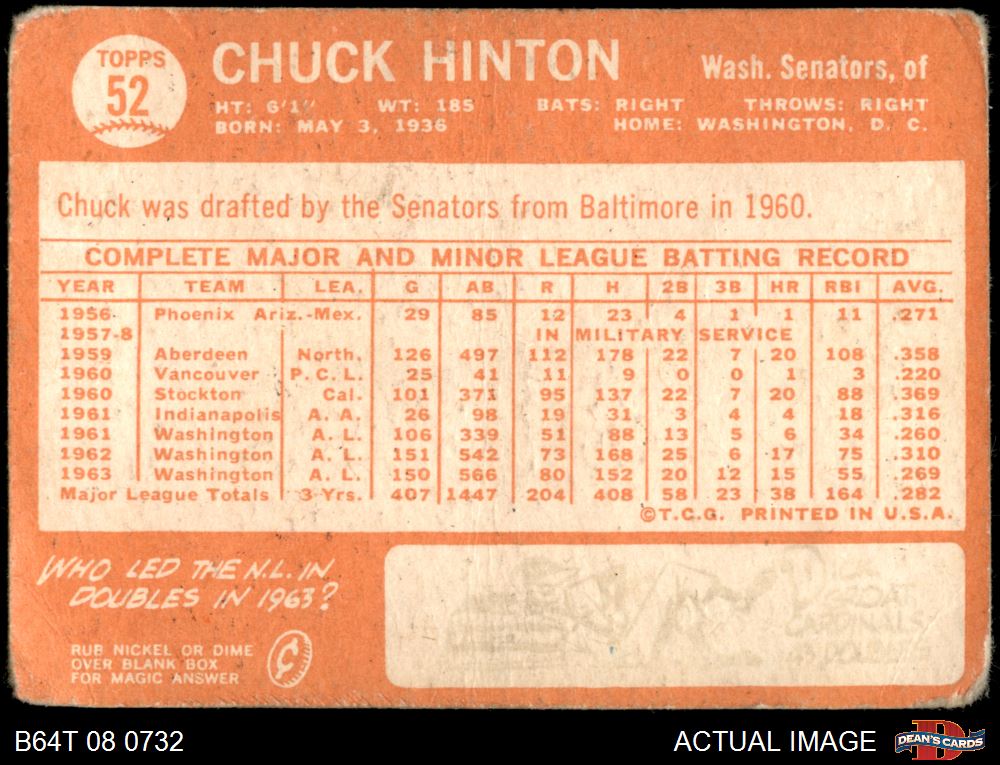 TOPPS
52
CHUCK HINTON
Wash. Senators, of
HT: 6'1" WT: 185 BATS: RIGHT THROWS: RIGHT
BORN: MAY 3, 1936 HOME: WASHINGTON, D. C.
Chuck was drafted by the Senators from Baltimore in 1960.
COMPLETE MAJOR AND MINOR LEAGUE BATTING RECORD
YEAR TEAM LEA. G AB R H 2B 3B HR RBI AVG.
1956 Phoenix Ariz.-Mex. 29 85 12 23 4 1 1 11 .271
1957-8 IN MILITARY SERVICE
1959 Aberdeen North. 126 497 112 178 22 7 20 108 .358
1960 Vancouver P.C.L. 25 41 11 9 0 0 1 3 .220
1960 Stockton Cal. 101 371 95 137 22 7 20 88 .369
1961 Indianapolis A. A. 26 98 19 31 3 4 4 18 .316
1961 Washington A. L. 106 339 51 88 13 5 6 34 .260
1962 Washington A. L. 151 542 73 168 25 6 17 75 .310
1963 Washington A. L. 150 566 80 152 20 12 15 55 .269
Major League Totals 3 Yrs. 407 1447 204 408 58 23 38 164 .282
©T.C.G. PRINTED IN U.S.A.
WHO LED THE N.L. IN
DOUBLES IN 1963?
RUB NICKEL OR DIME
OVER BLANK BOX
FOR MAGIC ANSWER
¢
CARDINALS
B64T 08 0732
ACTUAL IMAGE
DEAN'S CARDS